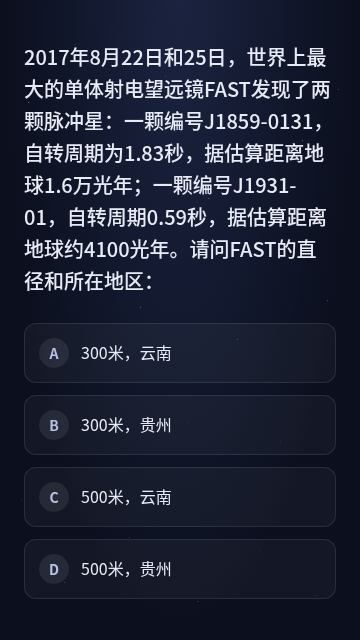 2017年8月22日和25日，世界上最
大的单体射电望远镜FAST发现了两
颗脉冲星：一颗编号J1859-0131，
自转周期为1.83秒，据估算距离地
球1.6万光年；一颗编号J1931-
01，自转周期0.59秒，据估算距离
地球约4100光年。请问FAST的直
径和所在地区：
A 300米，云南
B 300米，贵州
C 500米，云南
D 500米，贵州